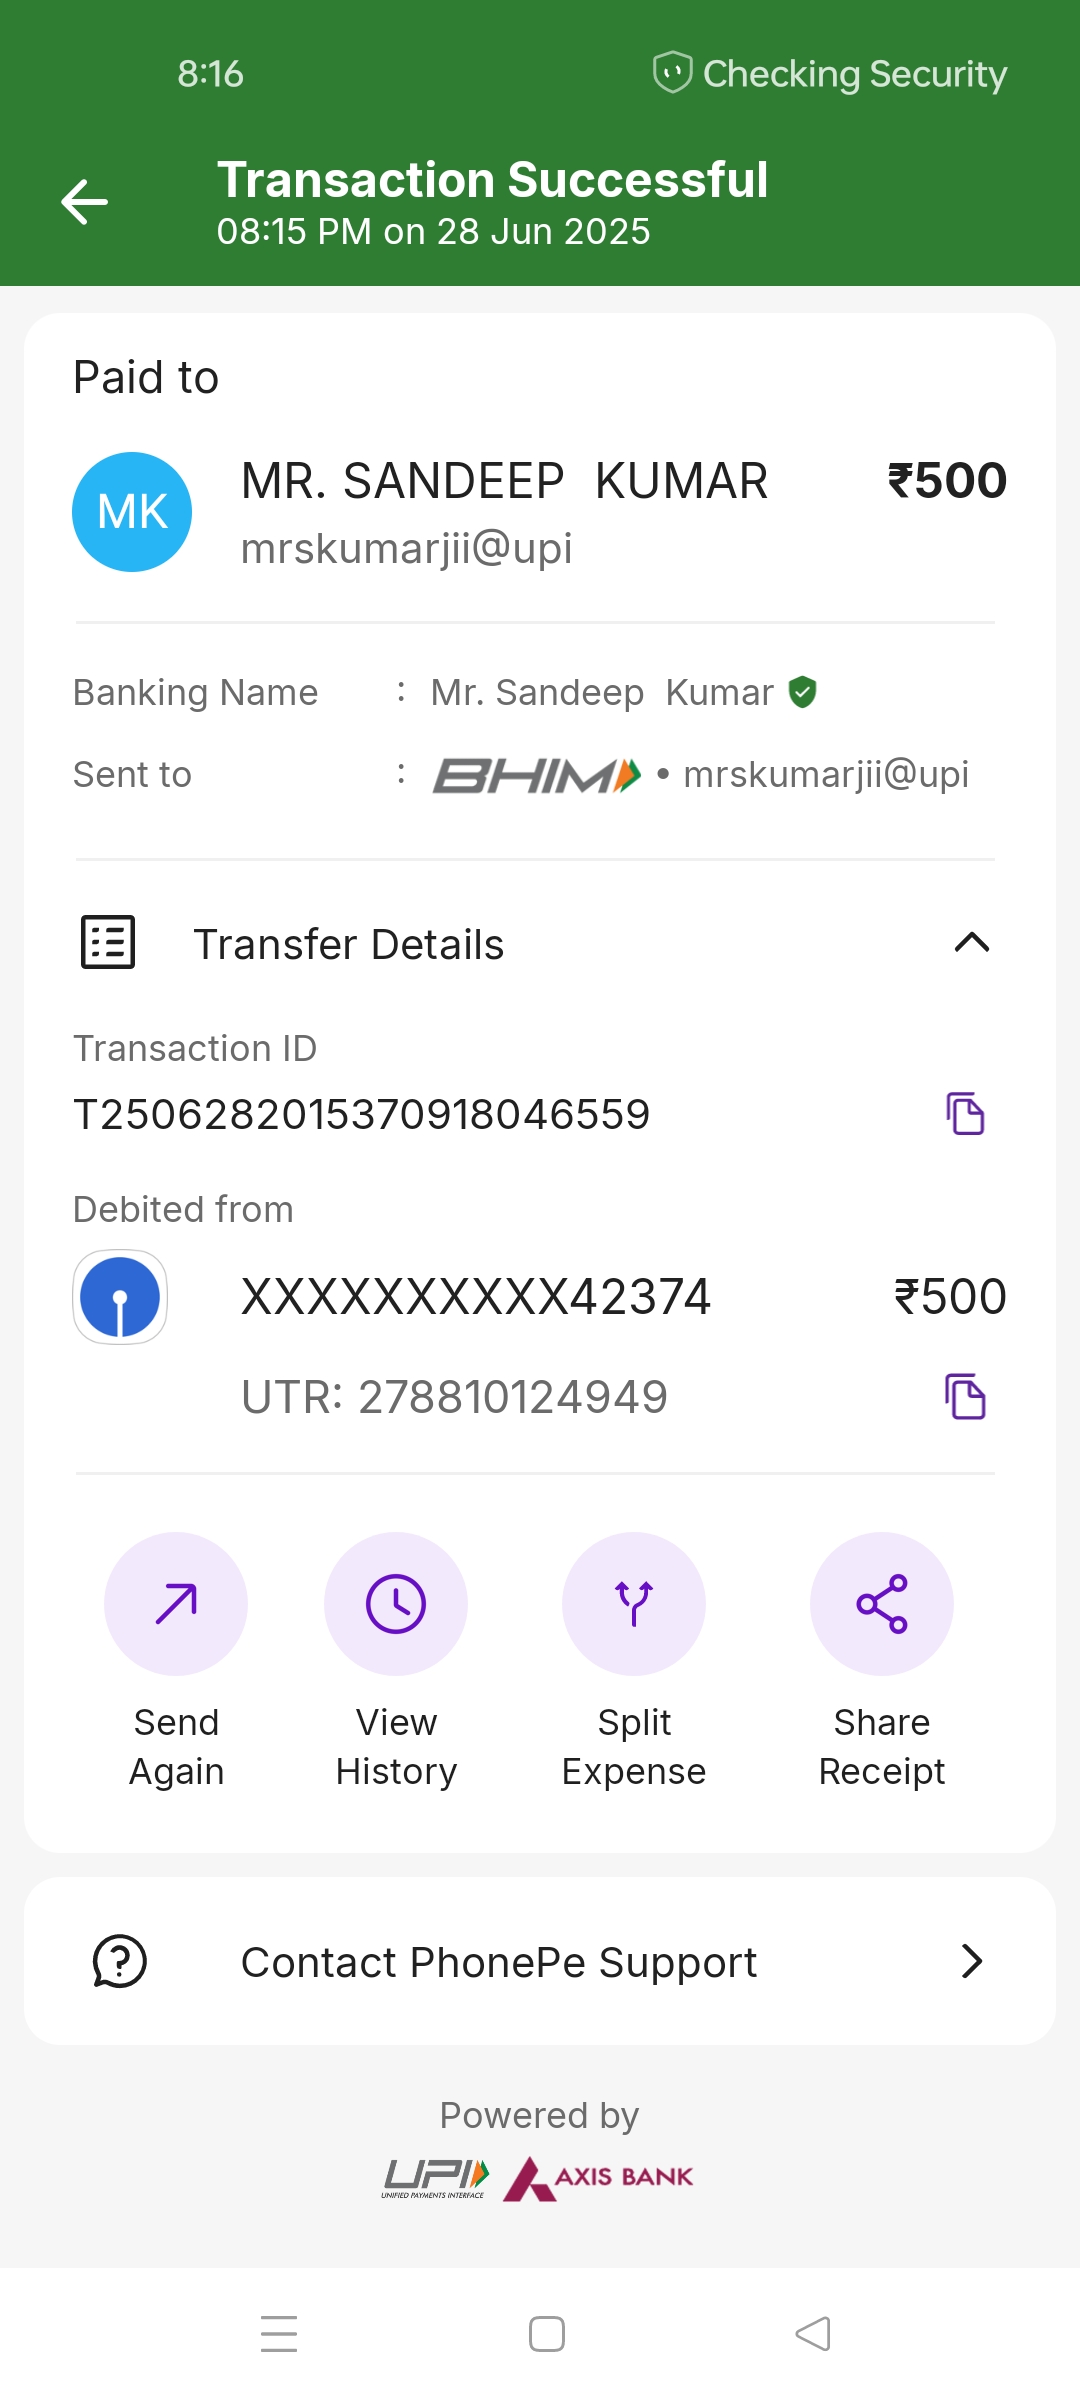 8:16 Checking Security
Transaction Successful
08:15 PM on 28 Jun 2025
Paid to
MK
MR. SANDEEP  KUMAR ₹500
mrskumarjii@upi
Banking Name : Mr. Sandeep  Kumar
Sent to : BHIM • mrskumarjii@upi
Transfer Details
Transaction ID
T2506282015370918046559
Debited from
XXXXXXXXXX42374 ₹500
UTR: 278810124949
Send Again
View History
Split Expense
Share Receipt
Contact PhonePe Support
Powered by
UPI AXIS BANK
UNIFIED PAYMENTS INTERFACE